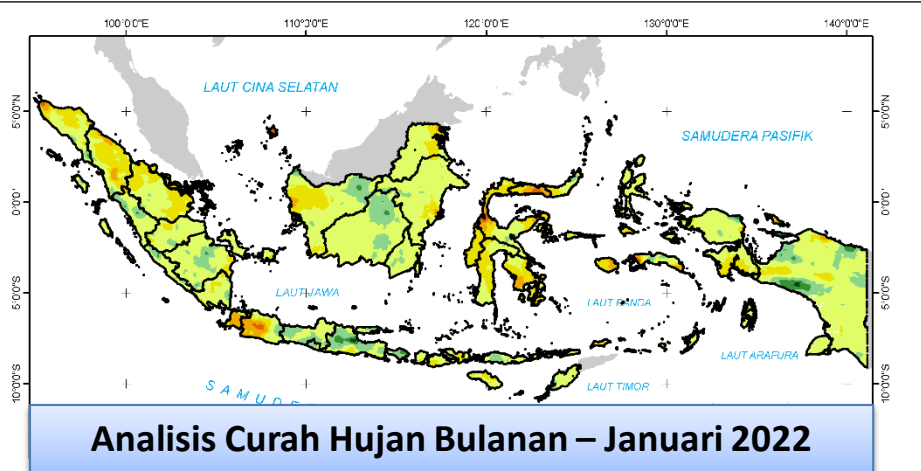 100°0'0"E 110°0'0"E 120°0'0"E 130°0'0"E 140°0'0"E
LAUT CINA SELATAN
5°0'0"N 5°0'0"N
SAMUDERA PASIFIK
0°0'0" 0°0'0"
5°0'0"S LAUT JAWA LAUT BANDA 5°0'0"S
LAUT ARAFURA
10°0'0"S LAUT TIMOR 10°0'0"S
Analisis Curah Hujan Bulanan – Januari 2022